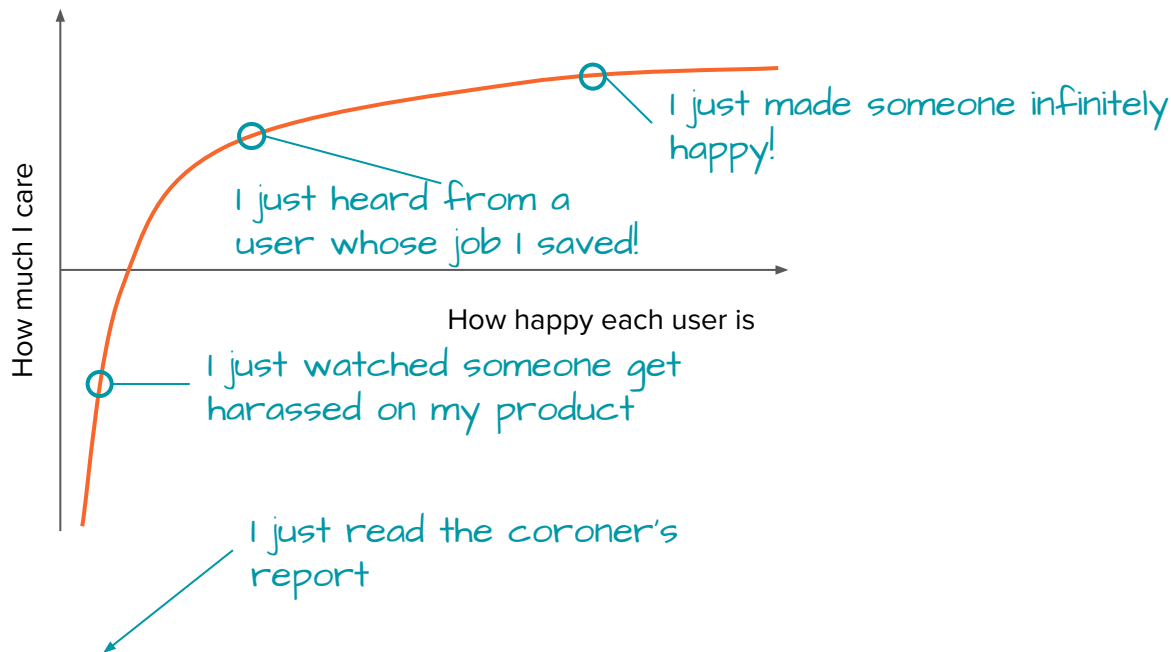 I just made someone infinitely
happy!
How much I care
I just heard from a
user whose job I saved!
How happy each user is
I just watched someone get
harassed on my product
I just read the coroner's
report